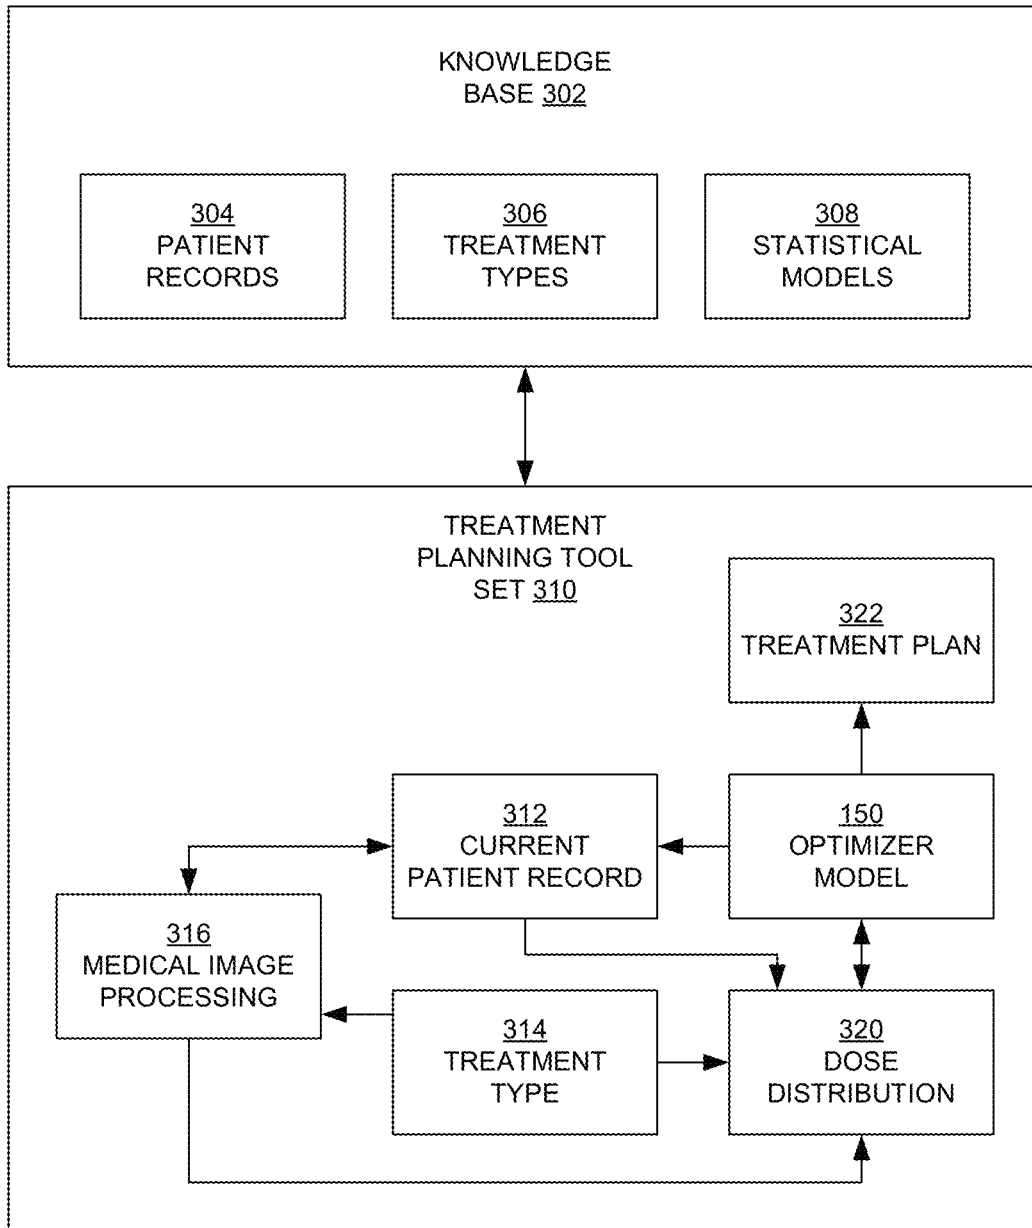 KNOWLEDGE
BASE 302
304
PATIENT
RECORDS
306
TREATMENT
TYPES
308
STATISTICAL
MODELS
TREATMENT
PLANNING TOOL
SET 310
322
TREATMENT PLAN
312
CURRENT
PATIENT RECORD
150
OPTIMIZER
MODEL
316
MEDICAL IMAGE
PROCESSING
314
TREATMENT
TYPE
320
DOSE
DISTRIBUTION